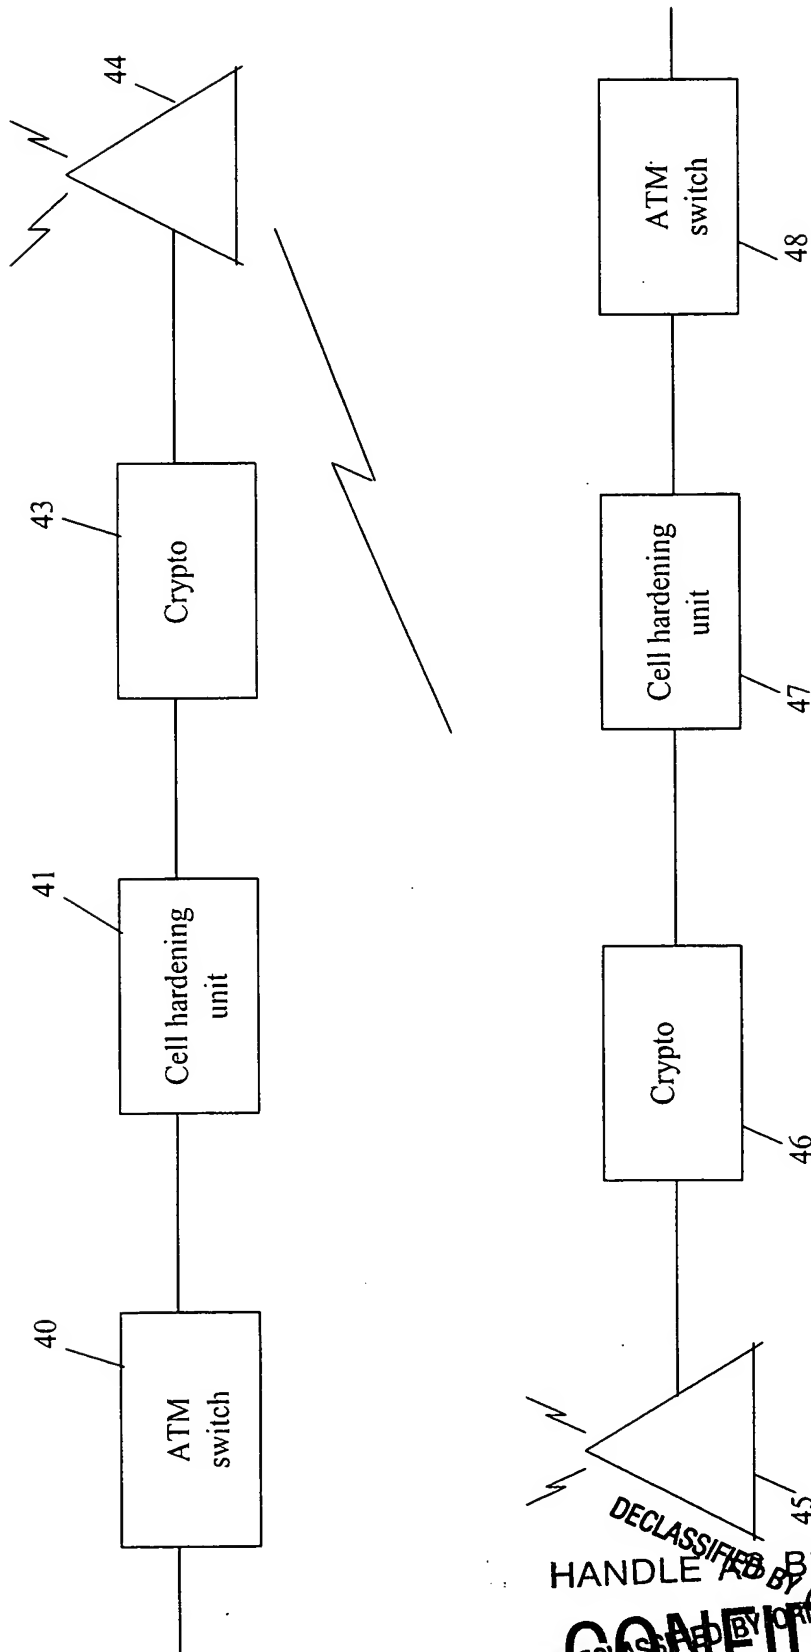 40
ATM
switch
41
Cell hardening
unit
43
Crypto
44
45
Crypto
46
Cell hardening
unit
47
ATM
switch
48
DECLASSIFIED BY
HANDLE